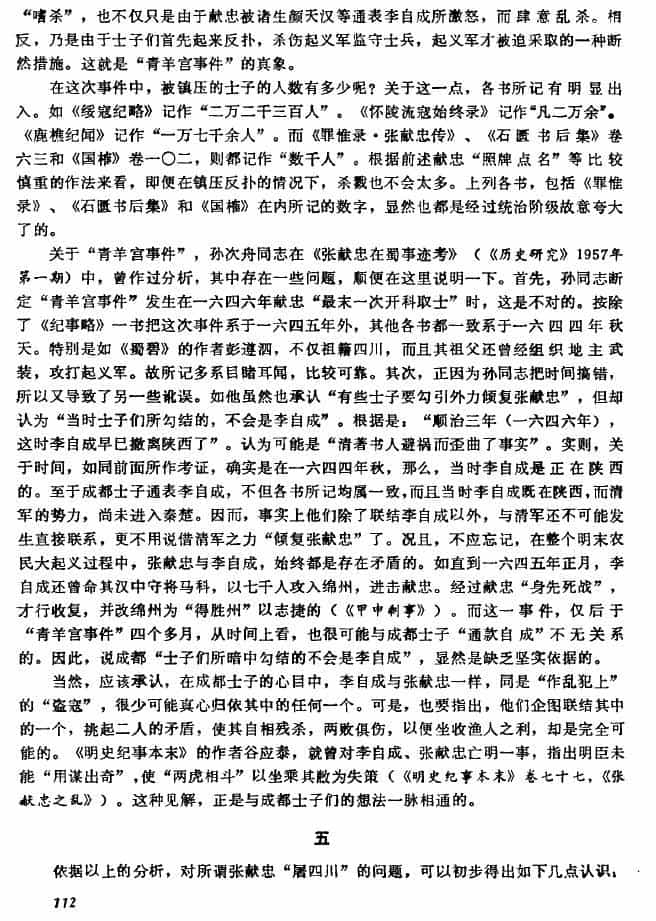 “嗜杀”，也不仅只是由于献忠被诸生颜天汉等通表李自成所激怒，而肆意乱杀。相
反，乃是由于士子们首先起来反扑，杀伤起义军监守士兵，起义军才被迫采取的一种断
然措施。这就是“青羊宫事件”的真象。
在这次事件中，被镇压的士子的人数有多少呢？关于这一点，各书所记有明显出
入。如《绥寇纪略》记作“二万二千三百人”。《怀陵流寇始终录》记作“凡二万余”。
《鹿樵纪闻》记作“一万七千余人”。而《罪惟录·张献忠传》、《石匮书后集》卷
六三和《国榷》卷一〇二，则都记作“数千人”。根据前述献忠“照牌点名”等比较
慎重的作法来看，即便在镇压反扑的情况下，杀戮也不会太多。上列各书，包括《罪惟
录》、《石匮书后集》和《国榷》在内所记的数字，显然也都是经过统治阶级故意夸大
了的。
关于“青羊宫事件”，孙次舟同志在《张献忠在蜀事迹考》（《历史研究》1957年
第一期）中，曾作过分析，其中存在一些问题，顺便在这里说明一下。首先，孙同志断
定“青羊宫事件”发生在一六四六年献忠“最末一次开科取士”时，这是不对的。按除
了《纪事略》一书把这次事件系于一六四五年外，其他各书都一致系于一六四四年秋
天。特别是如《蜀碧》的作者彭遵泗，不仅祖籍四川，而且其祖父还曾经组织地主武
装，攻打起义军。故所记多系目睹耳闻，比较可靠。其次，正因为孙同志把时间搞错，
所以又导致了另一些讹误。如他虽然也承认“有些士子要勾引外力倾复张献忠”，但却
认为“当时士子们所勾结的，不会是李自成”。根据是：“顺治三年（一六四六年），
这时李自成早已撤离陕西了”。认为可能是“清著书人避祸而歪曲了事实”。实则，关
于时间，如同前面所作考证，确实是在一六四四年秋，那么，当时李自成是正在陕西
的。至于成都士子通表李自成，不但各书所记均属一致，而且当时李自成既在陕西，而清
军的势力，尚未进入秦楚。因而，事实上他们除了联结李自成以外，与清军还不可能发
生直接联系，更不用说借清军之力“倾复张献忠”了。况且，不应忘记，在整个明末农
民大起义过程中，张献忠与李自成，始终都是存在矛盾的。如直到一六四五年正月，李
自成还曾命其汉中守将马科，以七千人攻入绵州，进击献忠。经过献忠“身先死战”，
才行收复，并改绵州为“得胜州”以志捷的（《甲申剩事》）。而这一事件，仅后于
“青羊宫事件”四个多月，从时间上看，也很可能与成都士子“通款自成”不无关系
的。因此，说成都“士子们所暗中勾结的不会是李自成”，显然是缺乏坚实依据的。
当然，应该承认，在成都士子的心目中，李自成与张献忠一样，同是“作乱犯上”
的“盗寇”，很少可能真心归依其中的任何一个。可是，也要指出，他们企图联结其中
的一个，挑起二人的矛盾，使其自相残杀，两败俱伤，以便坐收渔人之利，却是完全可
能的。《明史纪事本末》的作者谷应泰，就曾对李自成、张献忠亡明一事，指出明臣未
能“用谋出奇”，使“两虎相斗”以坐乘其敝为失策（《明史纪事本末》卷七十七，《张
献忠之乱》）。这种见解，正是与成都士子们的想法一脉相通的。
五
依据以上的分析，对所谓张献忠“屠四川”的问题，可以初步得出如下几点认识：
112